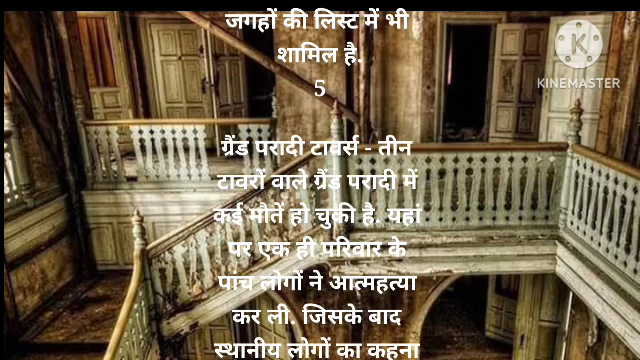 जगहों की लिस्ट में भी
शामिल है.
5
ग्रैंड परादी टावर्स - तीन
टावरों वाले ग्रैंड परादी में
कई मौतें हो चुकी है. यहां
पर एक ही परिवार के
पांच लोगों ने आत्महत्या
कर ली. जिसके बाद
स्थानीय लोगों का कहना
K
KINEMASTER